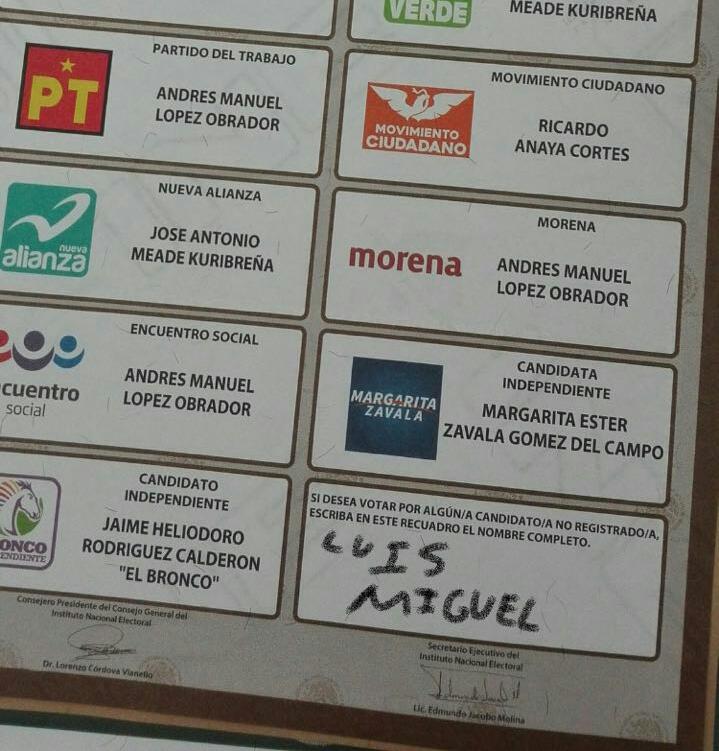 VERDE
MEADE KURIBREÑA
PARTIDO DEL TRABAJO
PT
ANDRES MANUEL
LOPEZ OBRADOR
MOVIMIENTO CIUDADANO
MOVIMIENTO
CIUDADANO
RICARDO
ANAYA CORTES
NUEVA ALIANZA
nueva
alianza
JOSE ANTONIO
MEADE KURIBREÑA
MORENA
morena
ANDRES MANUEL
LOPEZ OBRADOR
ENCUENTRO SOCIAL
cuentro
social
ANDRES MANUEL
LOPEZ OBRADOR
CANDIDATA
INDEPENDIENTE
MARGARITA
ZAVALA
MARGARITA ESTER
ZAVALA GOMEZ DEL CAMPO
CANDIDATO
INDEPENDIENTE
ONCO
ENDIENTE
JAIME HELIODORO
RODRIGUEZ CALDERON
"EL BRONCO"
SI DESEA VOTAR POR ALGÚN/A CANDIDATO/A NO REGISTRADO/A,
ESCRIBA EN ESTE RECUADRO EL NOMBRE COMPLETO.
LUIS
MIGUEL
Consejero Presidente del Consejo General del
Instituto Nacional Electoral
Dr. Lorenzo Córdova Vianello
Secretario Ejecutivo del
Instituto Nacional Electoral
Lic. Edmundo Jacobo Molina